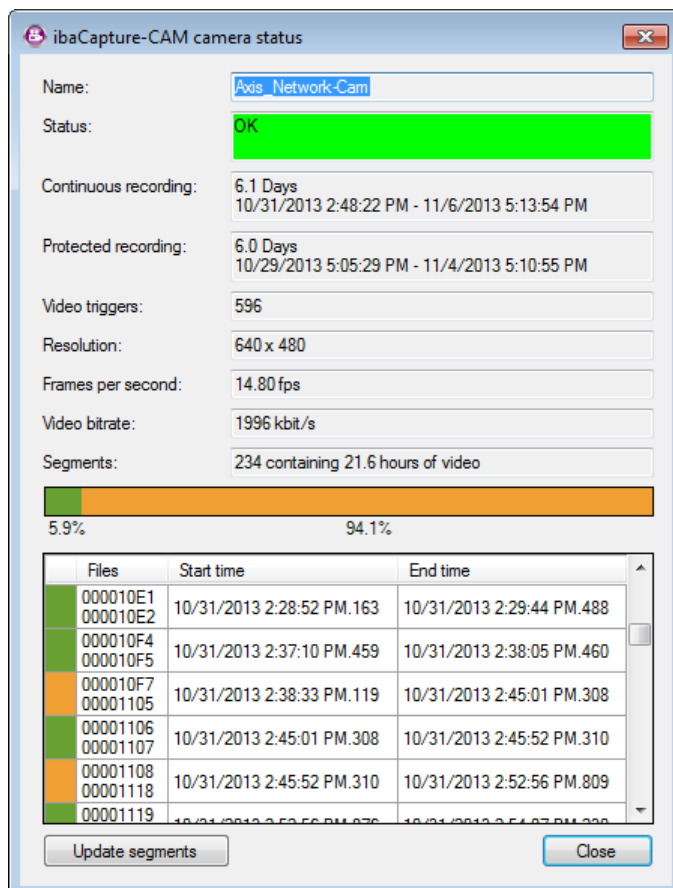 ibaCapture-CAM camera status
Name: Axis_Network-Cam
Status: OK
Continuous recording: 6.1 Days
10/31/2013 2:48:22 PM - 11/6/2013 5:13:54 PM
Protected recording: 6.0 Days
10/29/2013 5:05:29 PM - 11/4/2013 5:10:55 PM
Video triggers: 596
Resolution: 640 x 480
Frames per second: 14.80 fps
Video bitrate: 1996 kbit/s
Segments: 234 containing 21.6 hours of video
5.9% 94.1%
Files Start time End time
000010E1
000010E2 10/31/2013 2:28:52 PM.163 10/31/2013 2:29:44 PM.488
000010F4
000010F5 10/31/2013 2:37:10 PM.459 10/31/2013 2:38:05 PM.460
000010F7
00001105 10/31/2013 2:38:33 PM.119 10/31/2013 2:45:01 PM.308
00001106
00001107 10/31/2013 2:45:01 PM.308 10/31/2013 2:45:52 PM.310
00001108
00001118 10/31/2013 2:45:52 PM.310 10/31/2013 2:52:56 PM.809
00001119
Update segments Close